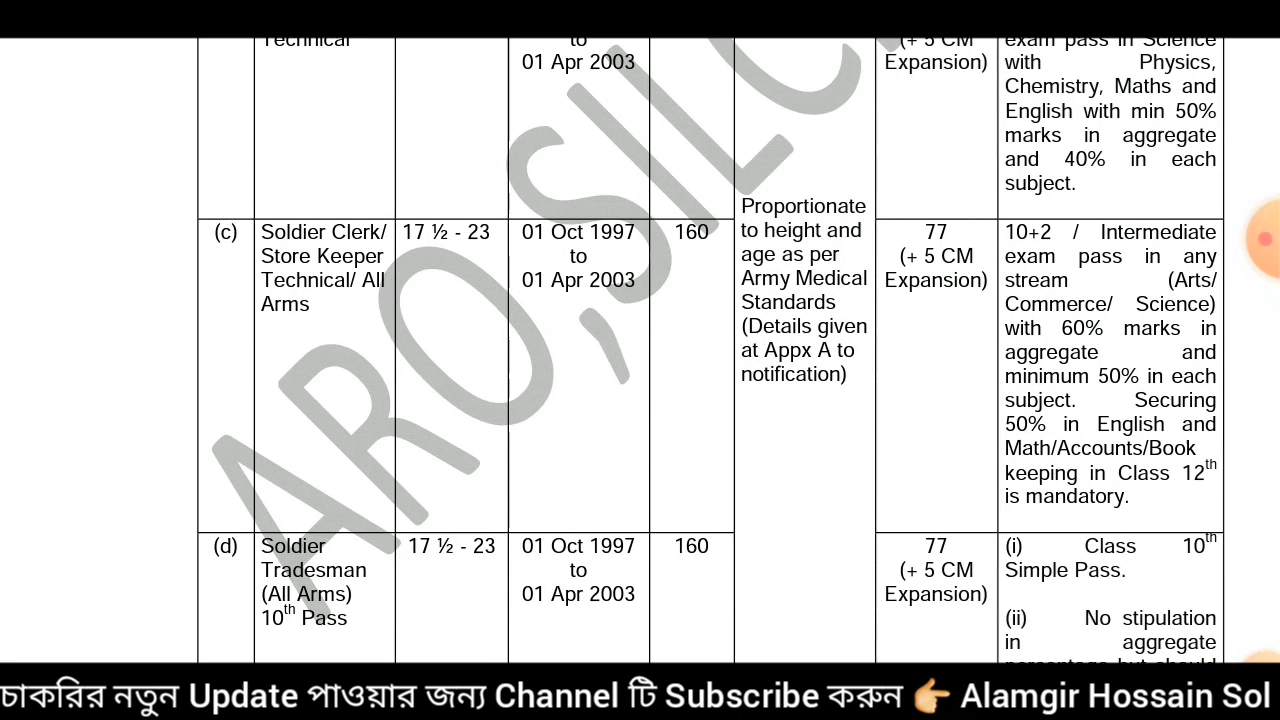 Technical
to
01 Apr 2003
(+ 5 CM
Expansion)
exam pass in Science
with Physics,
Chemistry, Maths and
English with min 50%
marks in aggregate
and 40% in each
subject.
Proportionate
to height and
age as per
Army Medical
Standards
(Details given
at Appx A to
notification)
(c)
Soldier Clerk/
Store Keeper
Technical/ All
Arms
17 ½ - 23
01 Oct 1997
to
01 Apr 2003
160
77
(+ 5 CM
Expansion)
10+2 / Intermediate
exam pass in any
stream (Arts/
Commerce/ Science)
with 60% marks in
aggregate and
minimum 50% in each
subject. Securing
50% in English and
Math/Accounts/Book
keeping in Class 12th
is mandatory.
(d)
Soldier
Tradesman
(All Arms)
10th Pass
17 ½ - 23
01 Oct 1997
to
01 Apr 2003
160
77
(+ 5 CM
Expansion)
(i) Class 10th
Simple Pass.
(ii) No stipulation
in aggregate
percentage but should
ARO,SILC
চাকরির নতুন Update পাওয়ার জন্য Channel টি Subscribe করুন 👉 Alamgir Hossain Sol